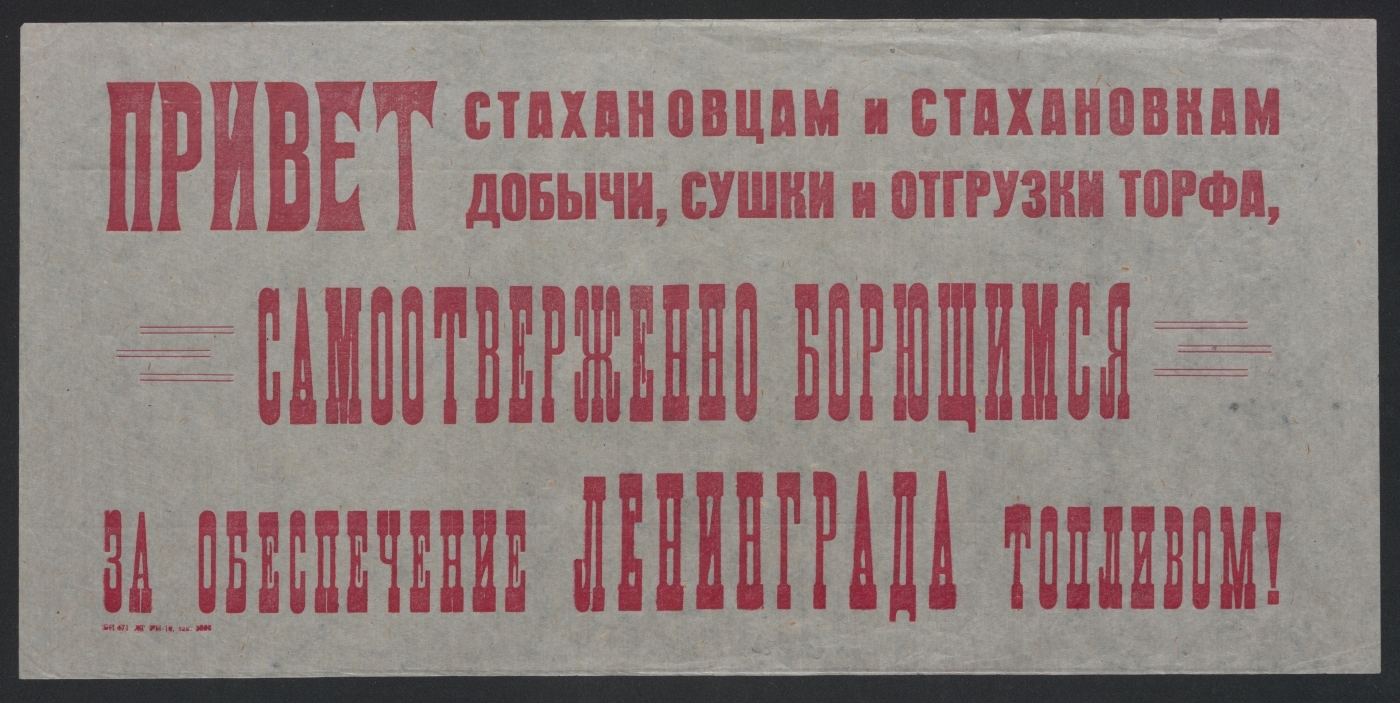 ПРИВЕТ СТАХАНОВЦАМ и СТАХАНОВКАМ
ДОБЫЧИ, СУШКИ и ОТГРУЗКИ ТОРФА,
САМООТВЕРЖЕННО БОРЮЩИМСЯ
ЗА ОБЕСПЕЧЕНИЕ ЛЕНИНГРАДА ТОПЛИВОМ!